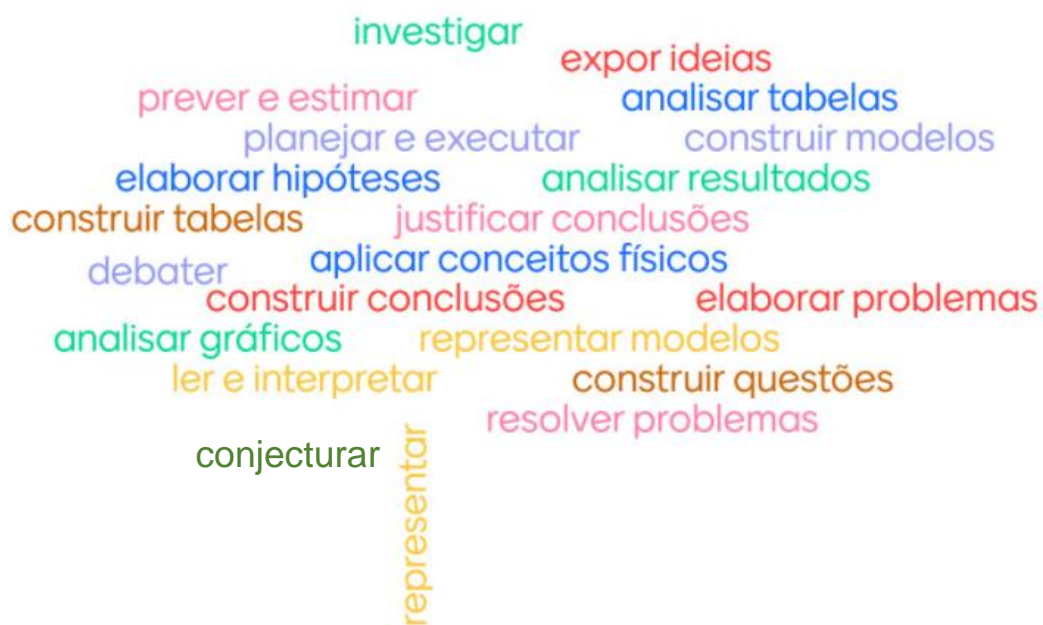 investigar
expor ideias
prever e estimar
analisar tabelas
planejar e executar
construir modelos
elaborar hipóteses
analisar resultados
construir tabelas
justificar conclusões
debater
aplicar conceitos físicos
construir conclusões
elaborar problemas
analisar gráficos
representar modelos
ler e interpretar
construir questões
resolver problemas
conjecturar
representar